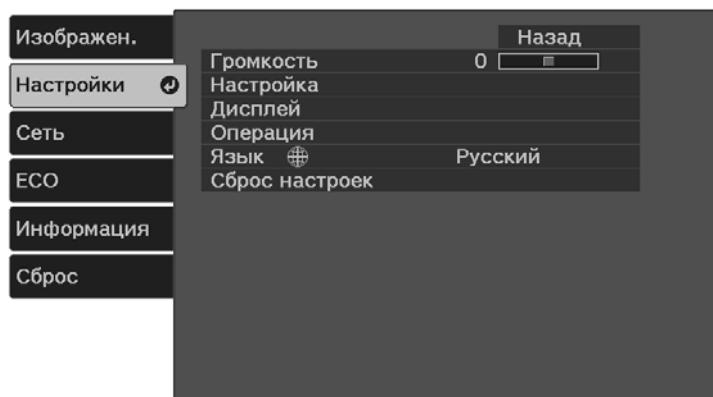 Изображен.
Настройки
Сеть
ECO
Информация
Сброс
Назад
Громкость 0
Настройка
Дисплей
Операция
Язык Русский
Сброс настроек